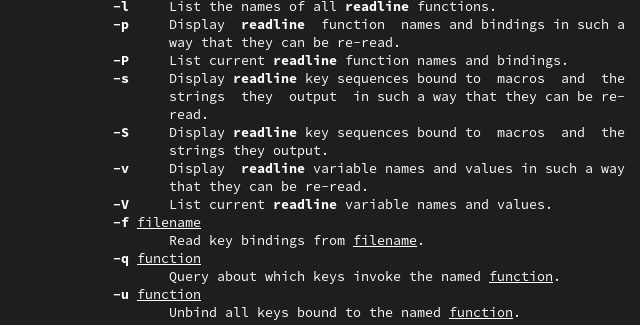 -l List the names of all readline functions.
-p Display readline function names and bindings in such a
way that they can be re-read.
-P List current readline function names and bindings.
-s Display readline key sequences bound to macros and the
strings they output in such a way that they can be re-
read.
-S Display readline key sequences bound to macros and the
strings they output.
-v Display readline variable names and values in such a way
that they can be re-read.
-V List current readline variable names and values.
-f filename
Read key bindings from filename.
-q function
Query about which keys invoke the named function.
-u function
Unbind all keys bound to the named function.